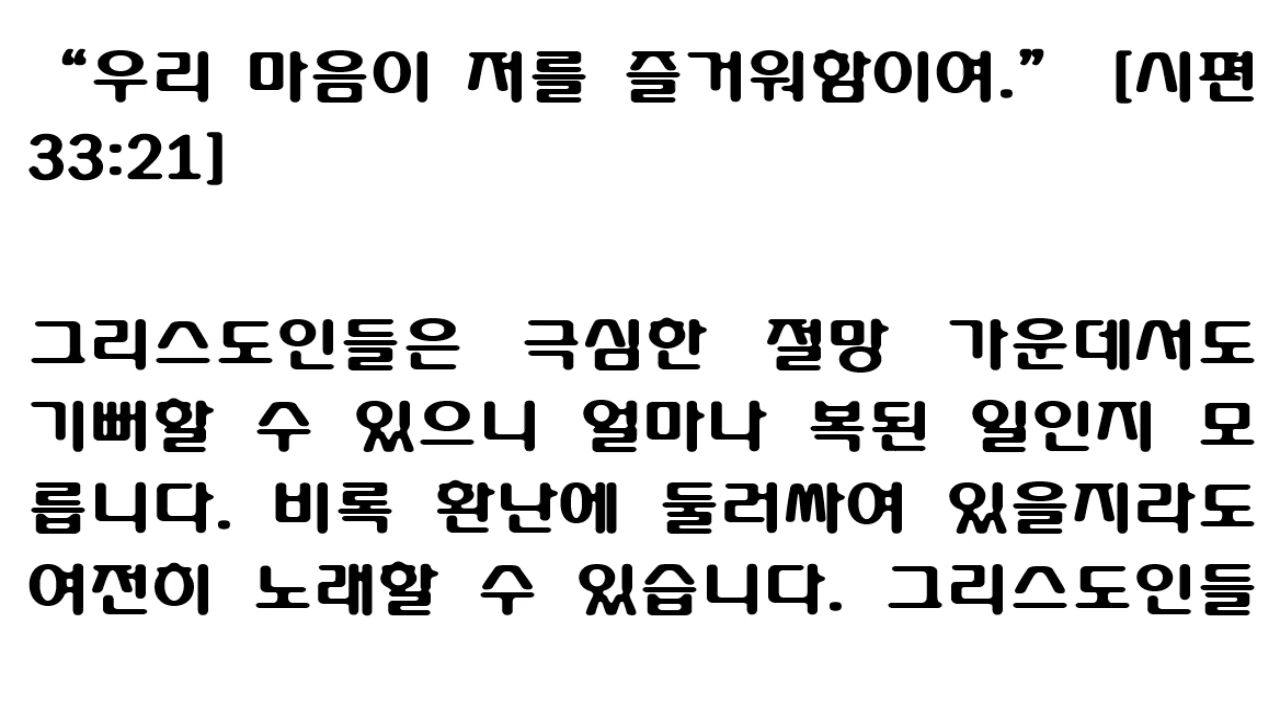 “우리 마음이 저를 즐거워함이여.” [시편
33:21]
그리스도인들은 극심한 절망 가운데서도
기뻐할 수 있으니 얼마나 복된 일인지 모
릅니다. 비록 환난에 둘러싸여 있을지라도
여전히 노래할 수 있습니다. 그리스도인들